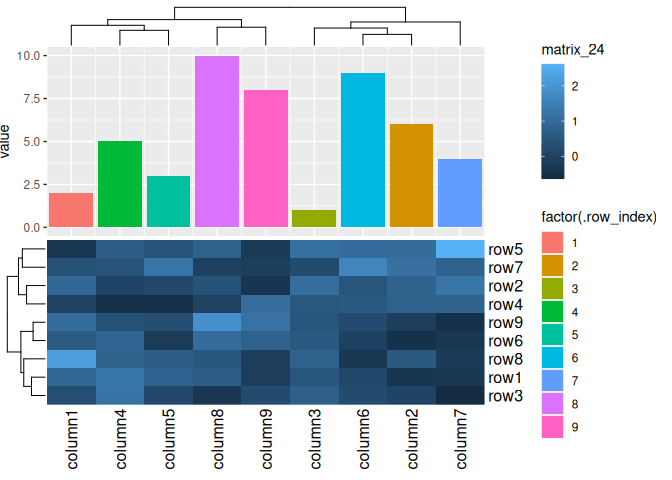 matrix_24
2
1
0
value
10.0
7.5
5.0
2.5
0.0
factor(.row_index)
1
2
3
4
5
6
7
8
9
row5
row7
row2
row4
row9
row6
row8
row1
row3
column1
column4
column5
column8
column9
column3
column6
column2
column7